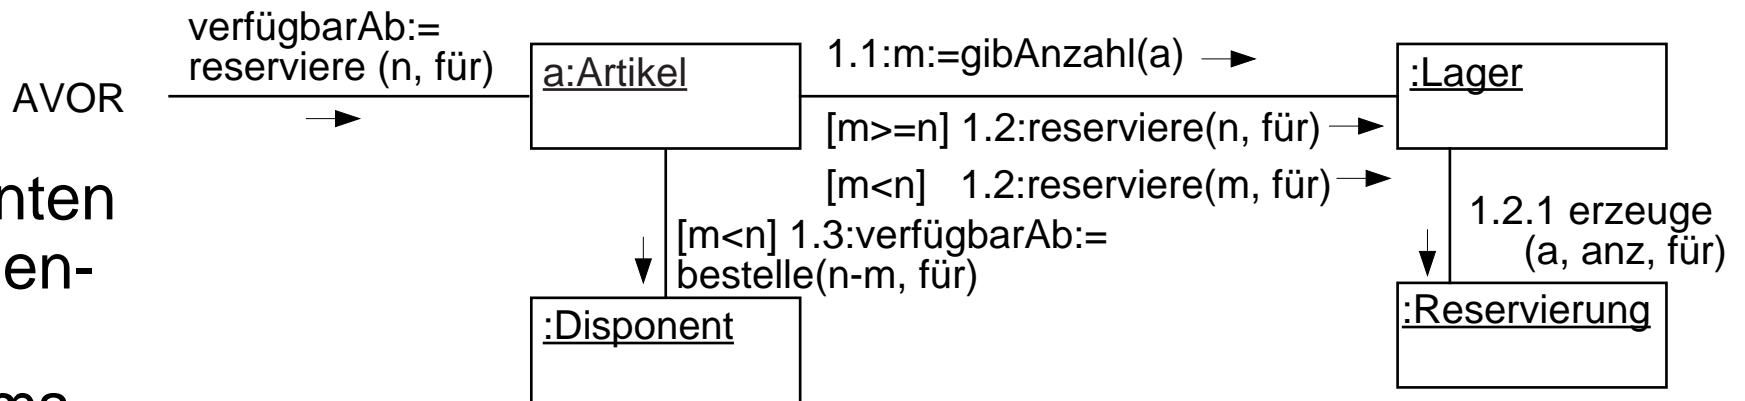 verfügbarAb:=
reserviere (n, für)
AVOR
a:Artikel
1.1:m:=gibAnzahl(a)
:Lager
[m>=n] 1.2:reserviere(n, für)
[m<n] 1.2:reserviere(m, für)
nten
en-
[m<n] 1.3:verfügbarAb:=
bestelle(n-m, für)
1.2.1 erzeuge
(a, anz, für)
:Disponent
:Reservierung